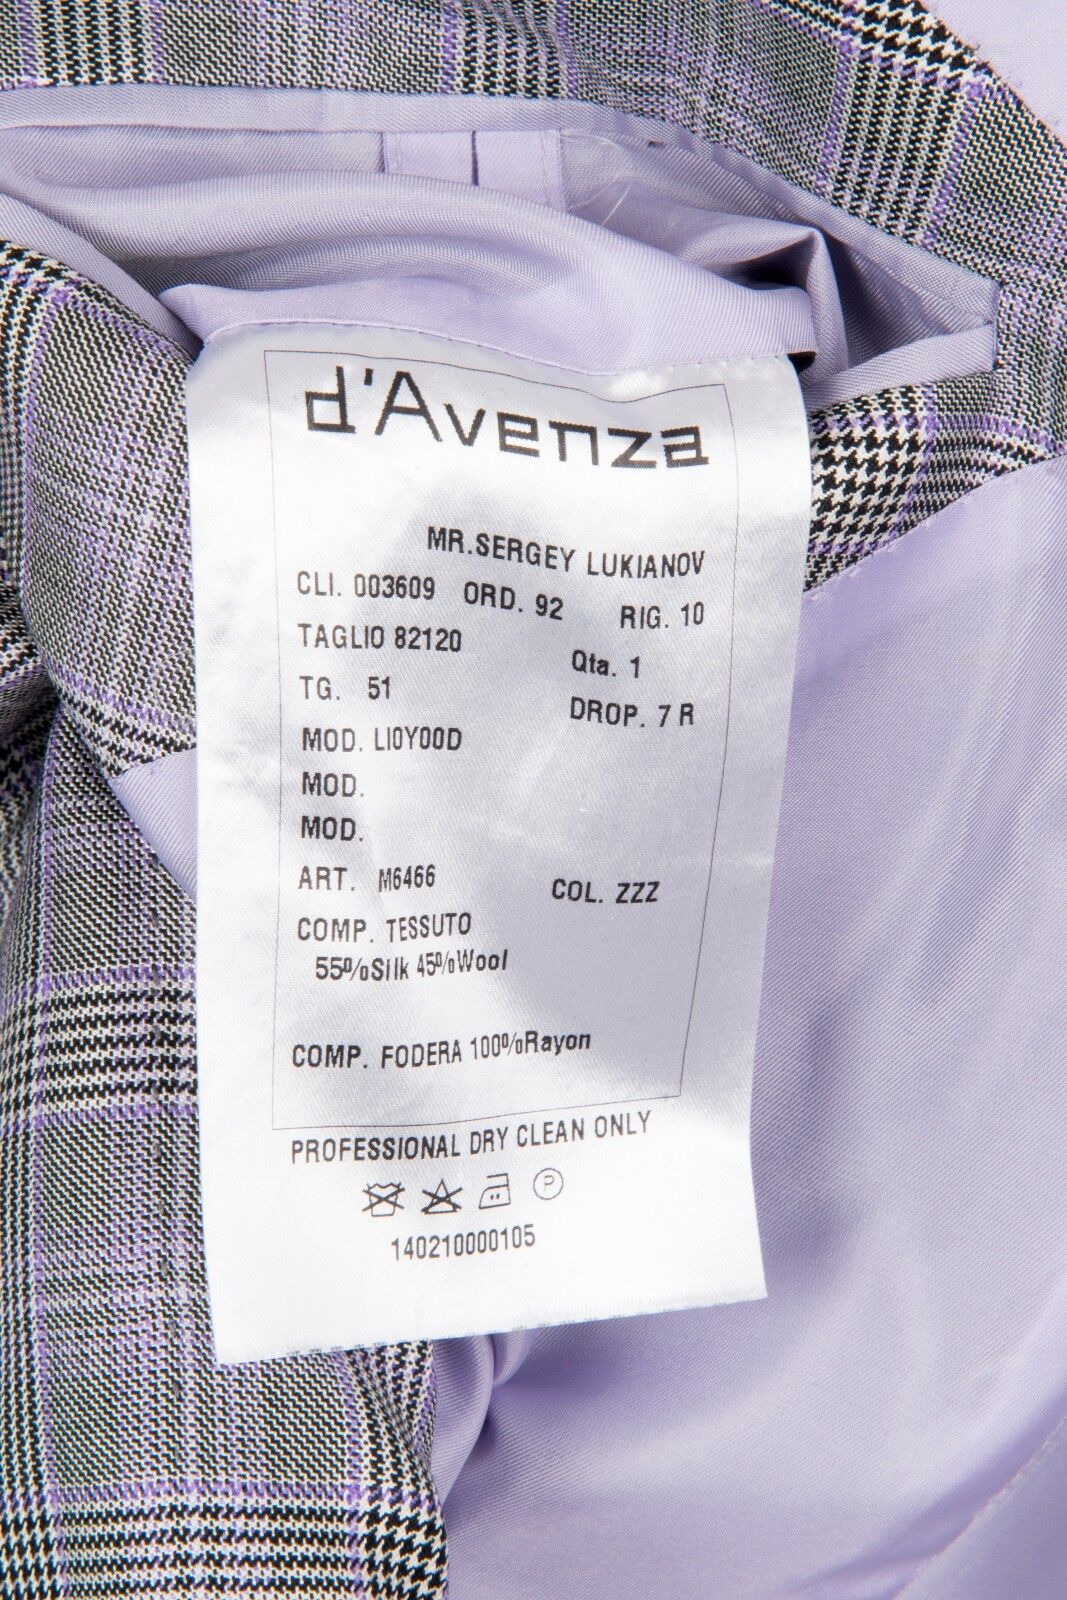 d'Avenza
MR.SERGEY LUKIANOV
CLI. 003609 ORD. 92 RIG. 10
TAGLIO 82120 Qta. 1
TG. 51 DROP. 7 R
MOD. LI0Y00D
MOD.
MOD.
ART. M6466 COL. ZZZ
COMP. TESSUTO
55%Silk 45%Wool
COMP. FODERA 100%Rayon
PROFESSIONAL DRY CLEAN ONLY
P
140210000105